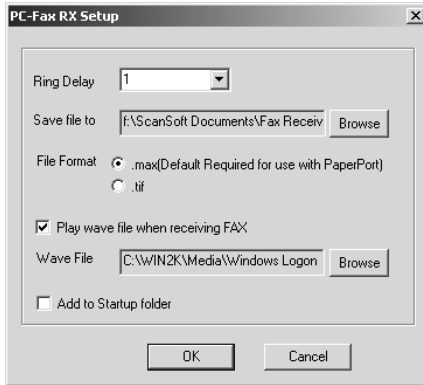 PC-Fax RX Setup
Ring Delay 1
Save file to f:\ScanSoft Documents\Fax Receiv Browse
File Format .max(Default Required for use with PaperPort)
.tif
Play wave file when receiving FAX
Wave File C:\WIN2K\Media\Windows Logon Browse
Add to Startup folder
OK Cancel